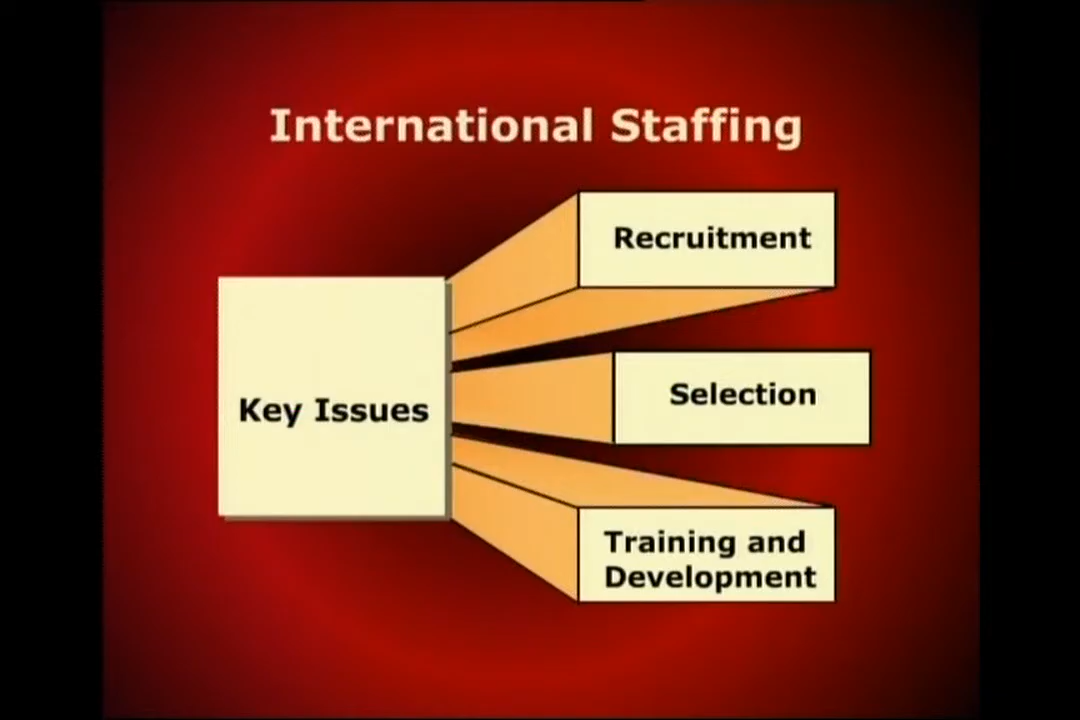 International Staffing
Recruitment
Key Issues
Selection
Training and
Development